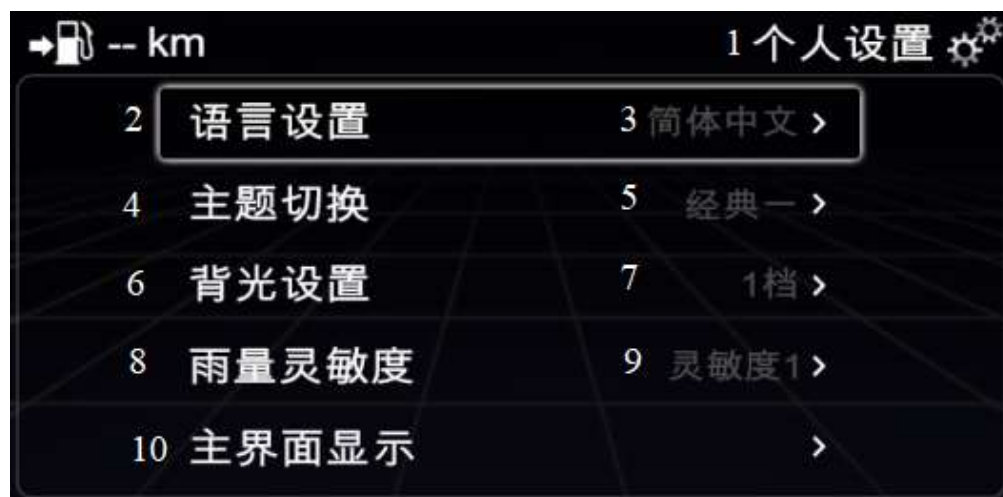 -- km 1 个人设置
2 语言设置 3 简体中文 >
4 主题切换 5 经典一 >
6 背光设置 7 1档 >
8 雨量灵敏度 9 灵敏度1 >
10 主界面显示 >